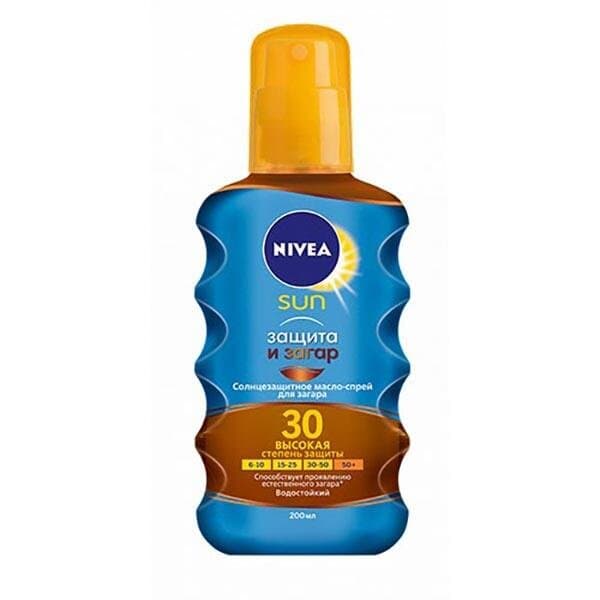 NIVEA
sun
защита
и загар
Солнцезащитное масло-спрей
для загара
30
ВЫСОКАЯ
степень защиты
6-10 15-25 30-50 50+
Способствует проявлению
естественного загара*
Водостойкий
200мл